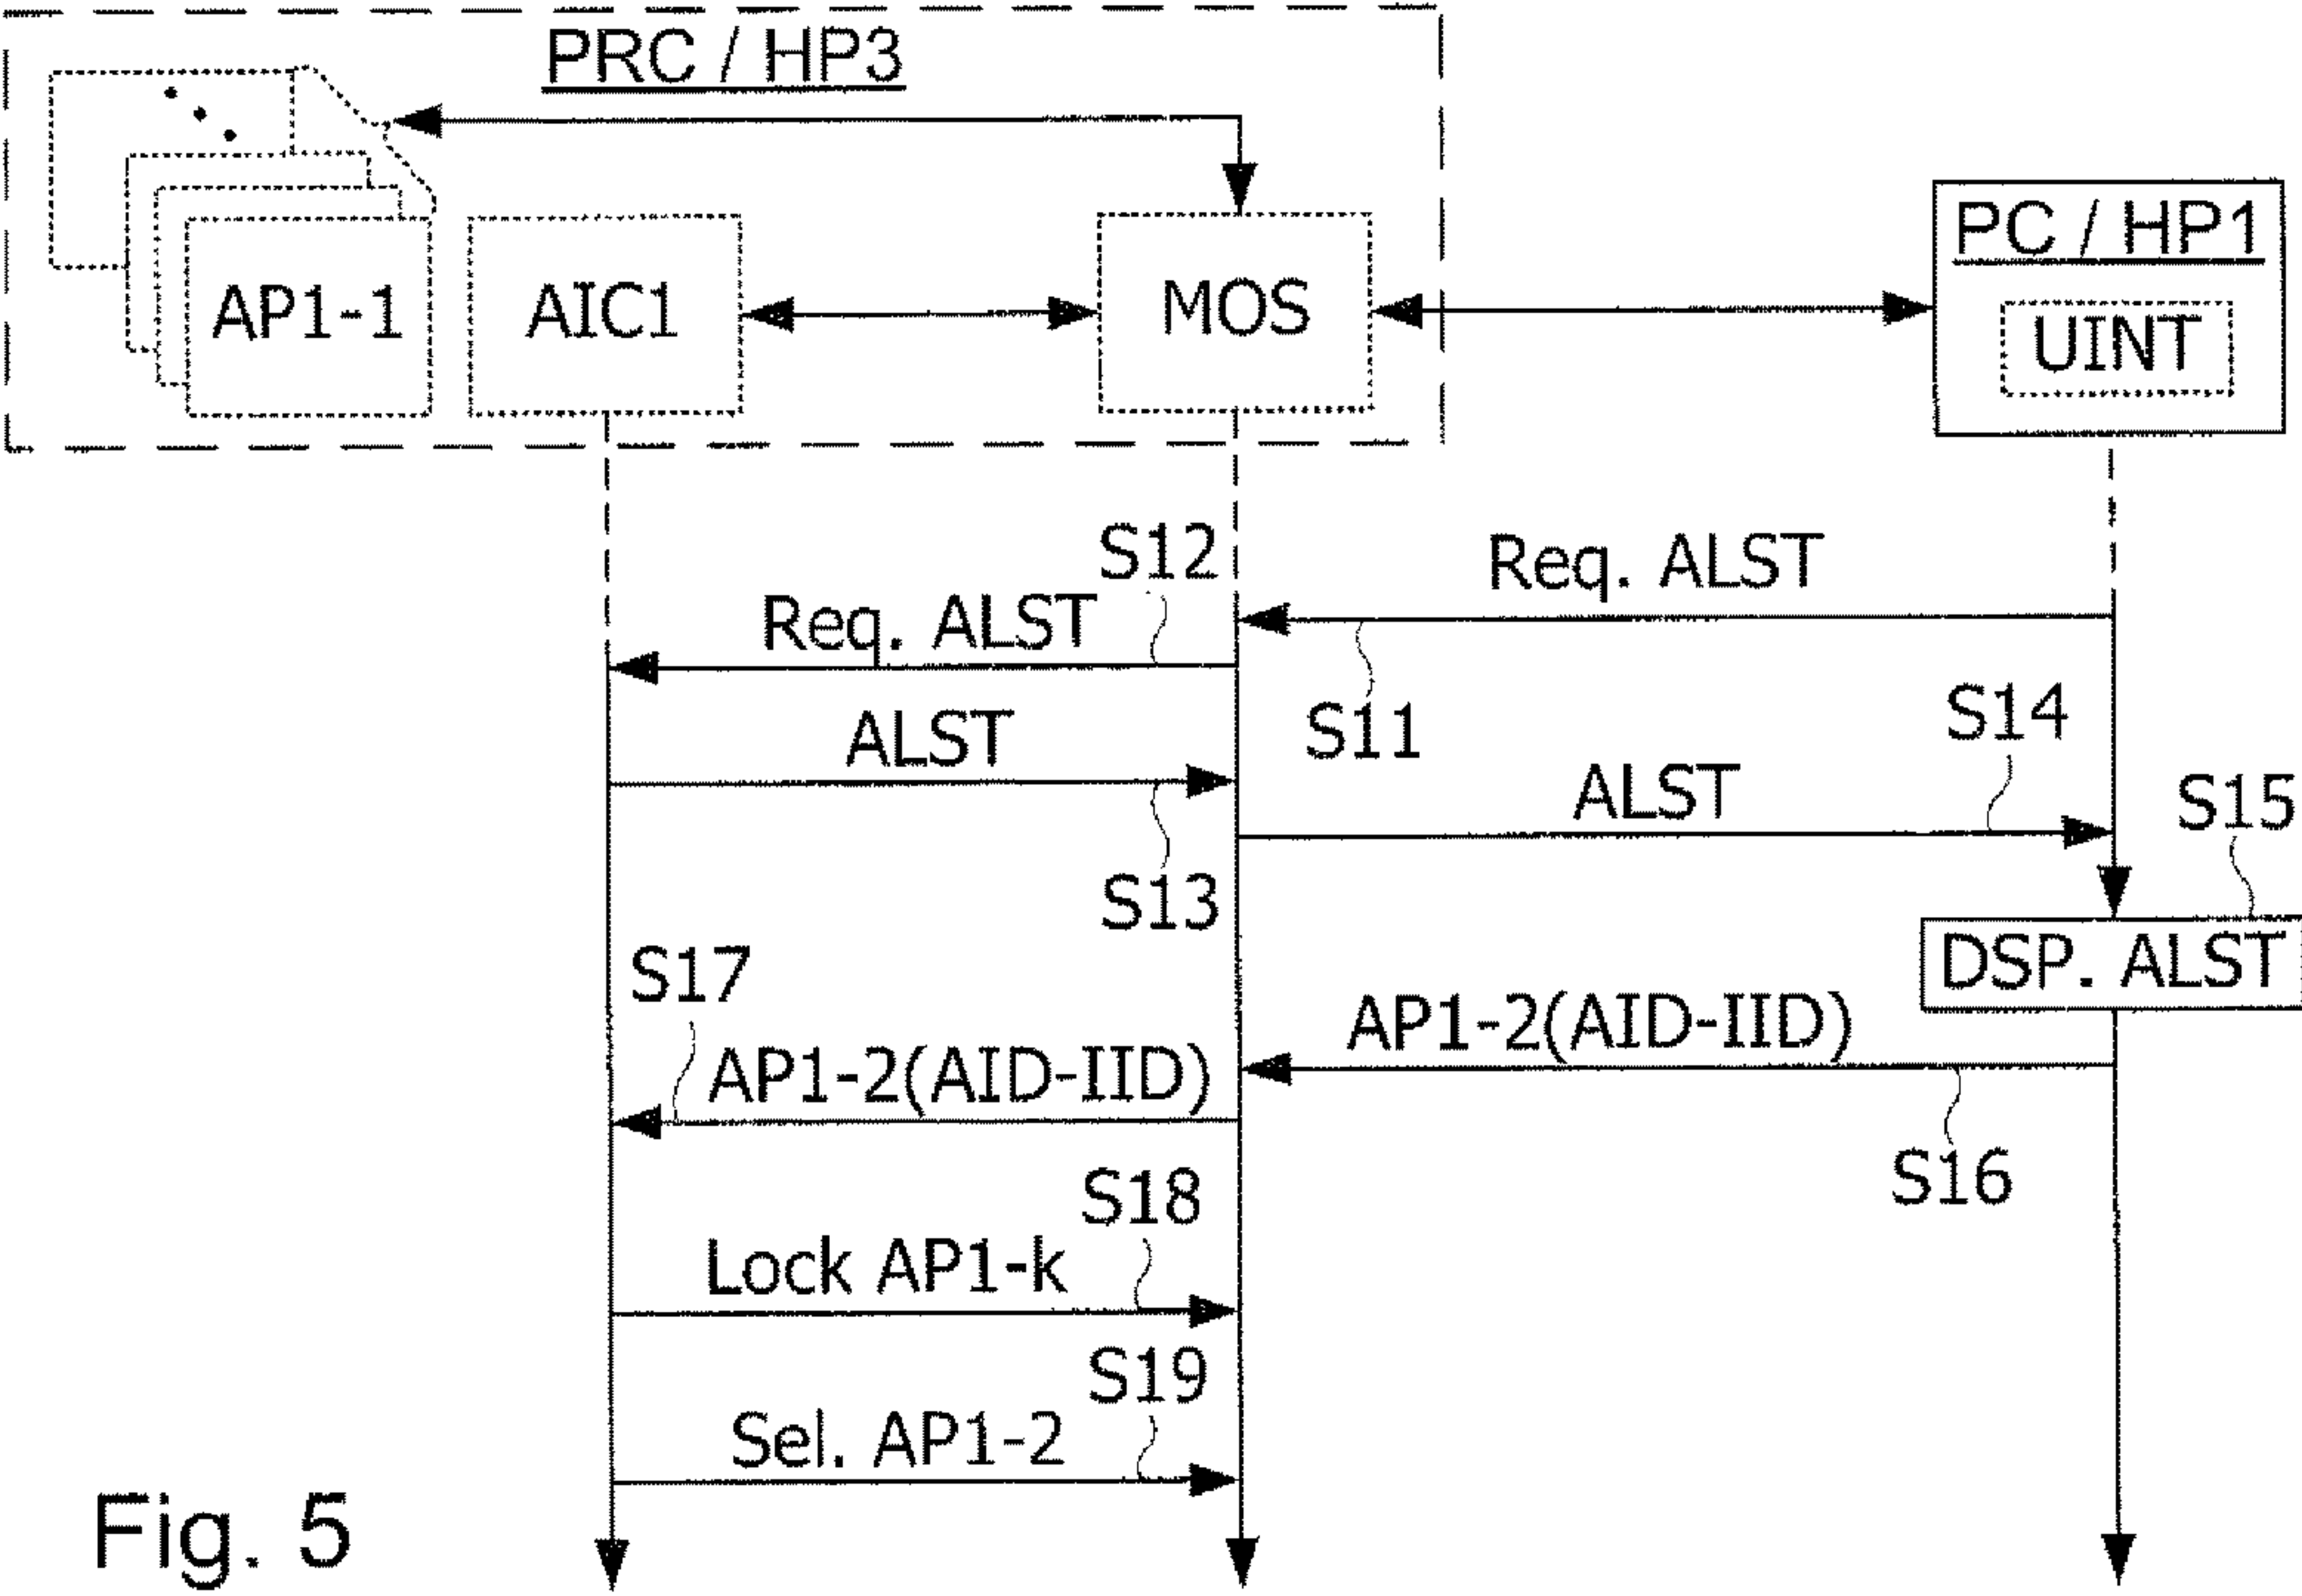 PRC / HP3
PC / HP1
AP1-1
AIC1
MOS
UINT
S12
Req. ALST
Req. ALST
S11
S14
ALST
ALST
S15
S13
S17
DSP. ALST
AP1-2(AID-IID)
AP1-2(AID-IID)
S16
S18
Lock AP1-k
S19
Sel. AP1-2
Fig. 5